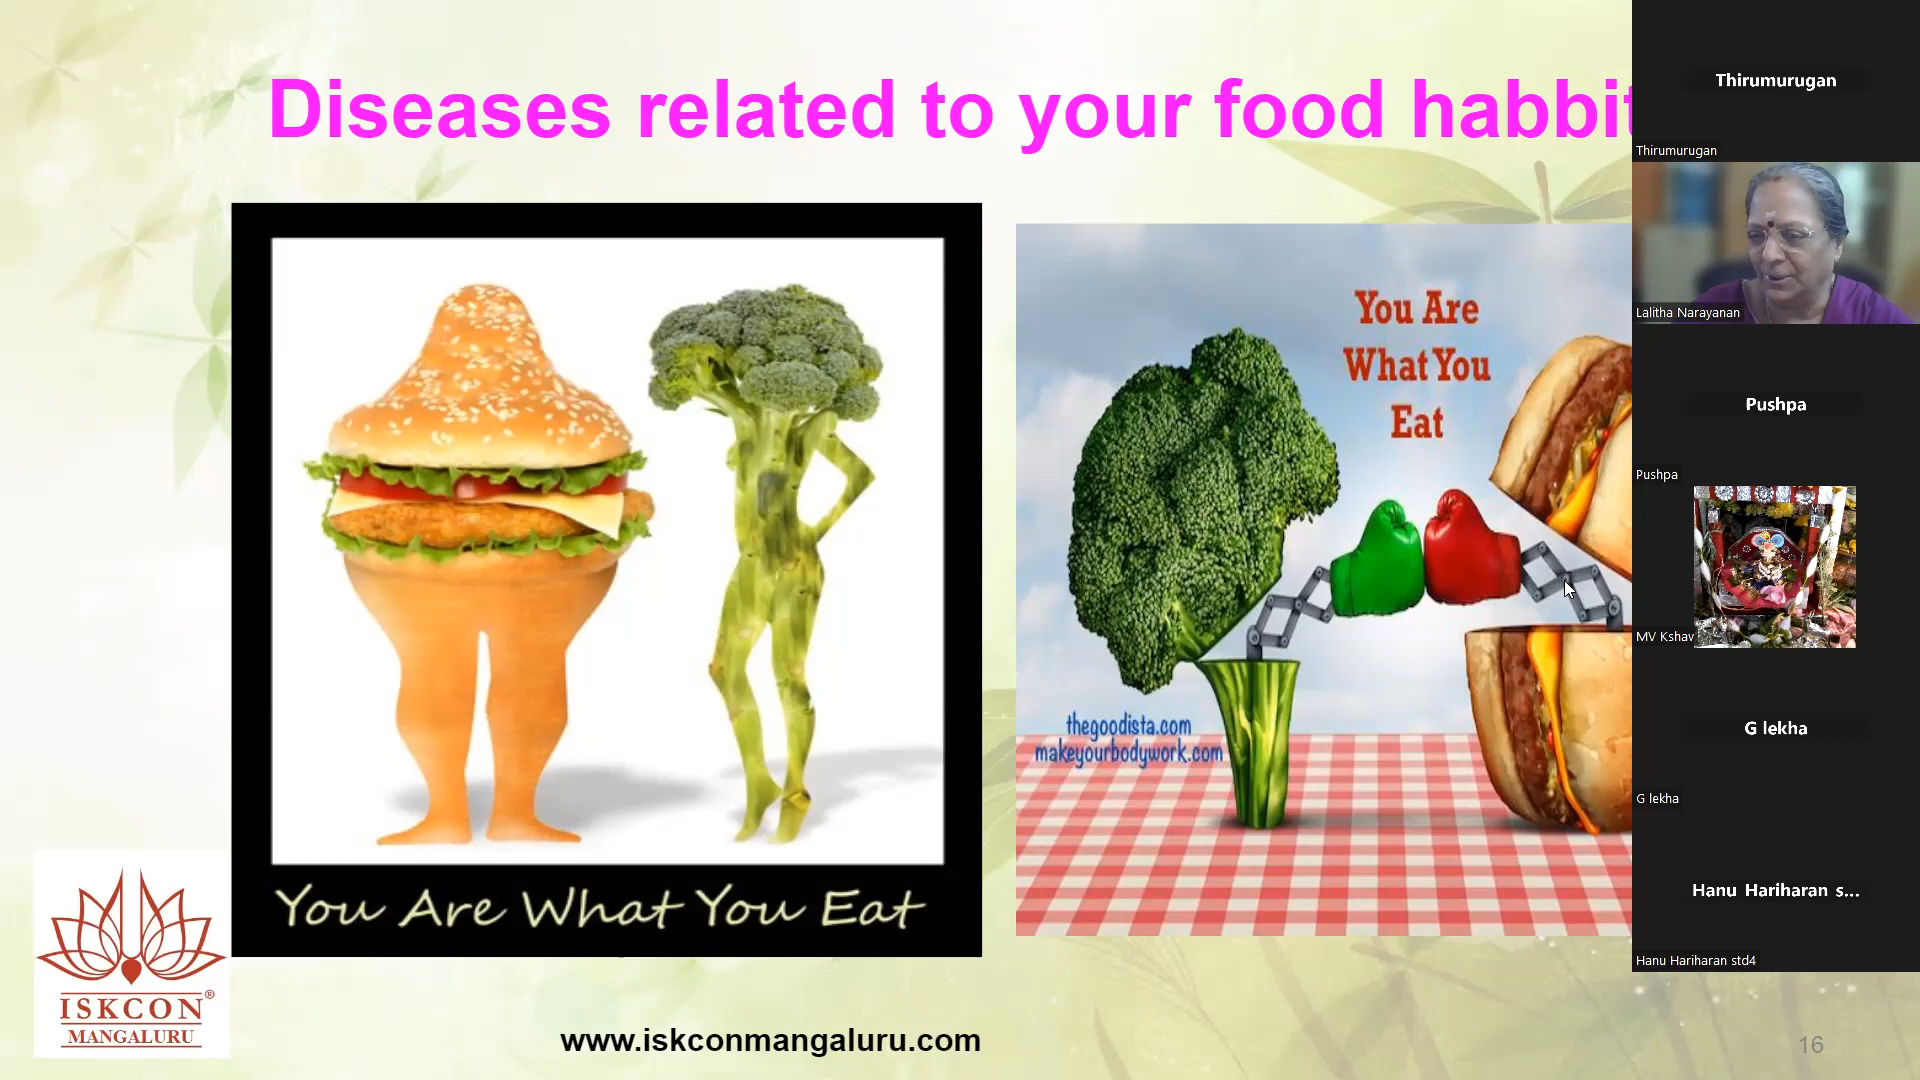 Diseases related to your food habbit
You Are What You Eat
You Are
What You
Eat
thegoodista.com
makeyourbodywork.com
ISKCON®
MANGALURU
www.iskconmangaluru.com
16
Thirumurugan
Thirumurugan
Lalitha Narayanan
Pushpa
Pushpa
MV Kshav
G lekha
G lekha
Hanu Hariharan s...
Hanu Hariharan std4